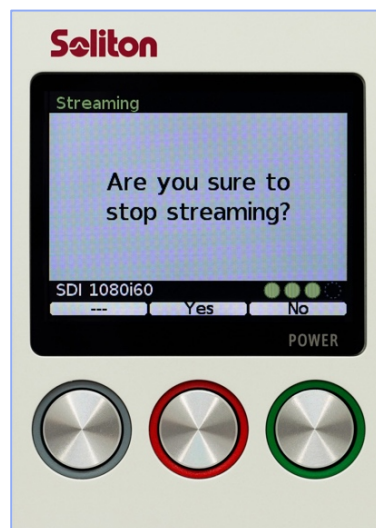 Soliton
Streaming
Are you sure to
stop streaming?
SDI 1080i60
--- Yes No
POWER